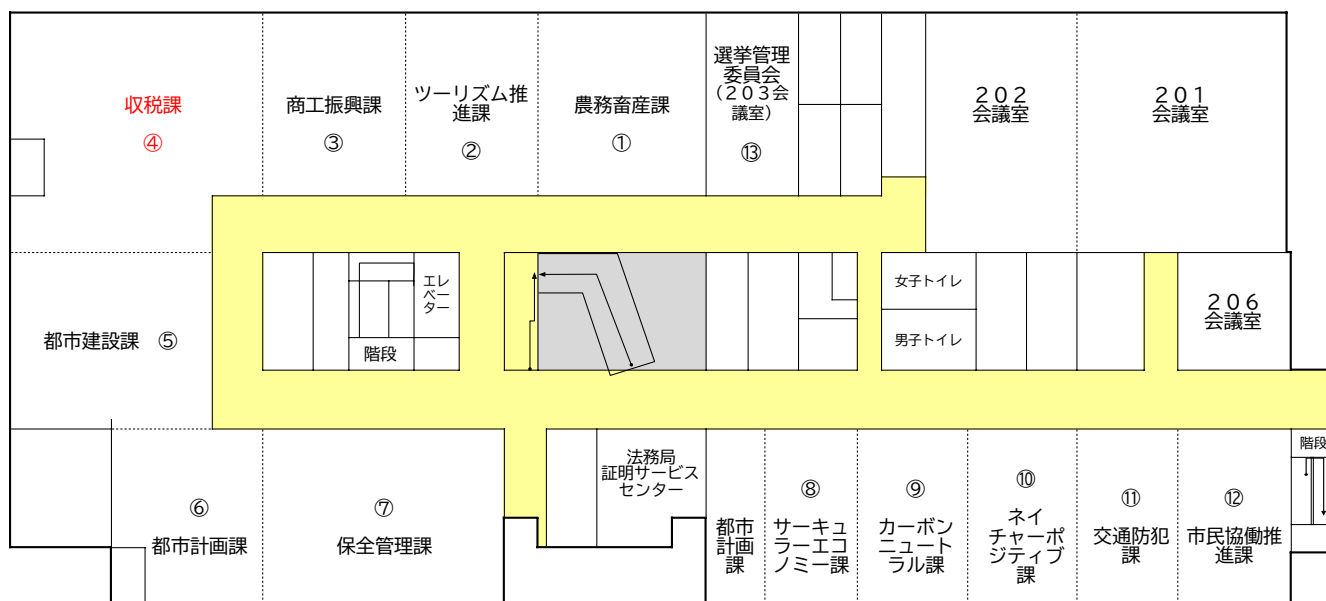 収税課
④
商工振興課
③
ツーリズム推
進課
②
農務畜産課
①
選挙管理
委員会
(２０３会
議室)
⑬
２０２
会議室
２０１
会議室
都市建設課 ⑤
階段
エレ
ベー
ター
女子トイレ
男子トイレ
２０６
会議室
⑥
都市計画課
⑦
保全管理課
法務局
証明サービス
センター
都市
計画
課
⑧
サーキュ
ラーエコ
ノミー課
⑨
カーボン
ニュート
ラル課
⑩
ネイ
チャーポ
ジティブ
課
⑪
交通防犯
課
⑫
市民協働推
進課
階段